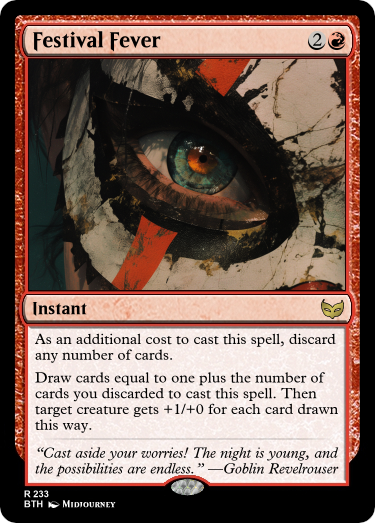 Festival Fever 2
Instant
As an additional cost to cast this spell, discard
any number of cards.
Draw cards equal to one plus the number of
cards you discarded to cast this spell. Then
target creature gets +1/+0 for each card drawn
this way.
“Cast aside your worries! The night is young, and
the possibilities are endless.” —Goblin Revelrouser
R 233
BTH Midjourney